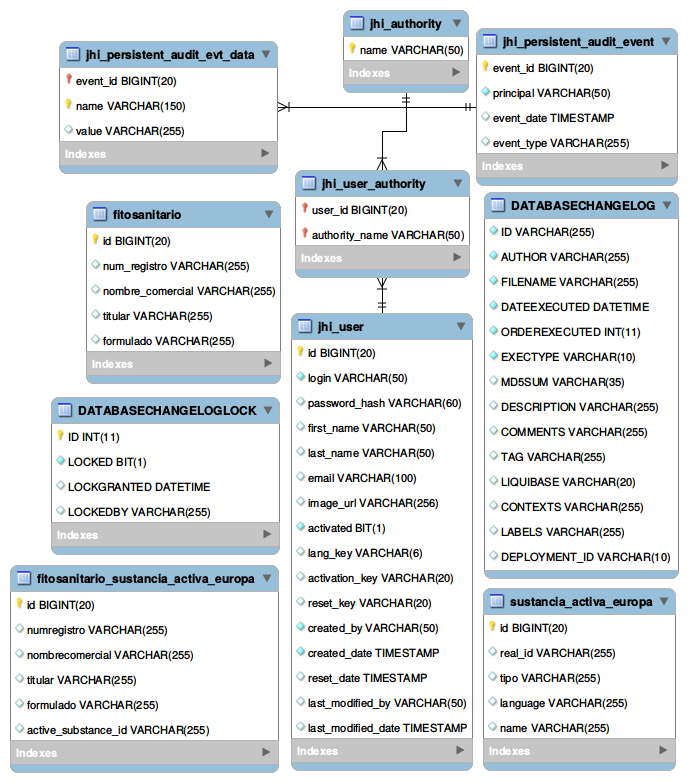 jhi_authority
name VARCHAR(50)
Indexes
jhi_persistent_audit_evt_data
event_id BIGINT(20)
name VARCHAR(150)
value VARCHAR(255)
Indexes
jhi_persistent_audit_event
event_id BIGINT(20)
principal VARCHAR(50)
event_date TIMESTAMP
event_type VARCHAR(255)
Indexes
jhi_user_authority
user_id BIGINT(20)
authority_name VARCHAR(50)
Indexes
fitosanitario
id BIGINT(20)
num_registro VARCHAR(255)
nombre_comercial VARCHAR(255)
titular VARCHAR(255)
formulado VARCHAR(255)
Indexes
DATABASECHANGELOG
ID VARCHAR(255)
AUTHOR VARCHAR(255)
FILENAME VARCHAR(255)
DATEEXECUTED DATETIME
ORDEREXECUTED INT(11)
EXECTYPE VARCHAR(10)
MD5SUM VARCHAR(35)
DESCRIPTION VARCHAR(255)
COMMENTS VARCHAR(255)
TAG VARCHAR(255)
LIQUIBASE VARCHAR(20)
CONTEXTS VARCHAR(255)
LABELS VARCHAR(255)
DEPLOYMENT_ID VARCHAR(10)
jhi_user
id BIGINT(20)
login VARCHAR(50)
password_hash VARCHAR(60)
first_name VARCHAR(50)
last_name VARCHAR(50)
email VARCHAR(100)
image_url VARCHAR(256)
activated BIT(1)
lang_key VARCHAR(6)
activation_key VARCHAR(20)
reset_key VARCHAR(20)
created_by VARCHAR(50)
created_date TIMESTAMP
reset_date TIMESTAMP
last_modified_by VARCHAR(50)
last_modified_date TIMESTAMP
Indexes
DATABASECHANGELOGLOCK
ID INT(11)
LOCKED BIT(1)
LOCKGRANTED DATETIME
LOCKEDBY VARCHAR(255)
Indexes
fitosanitario_sustancia_activa_europa
id BIGINT(20)
numregistro VARCHAR(255)
nombrecomercial VARCHAR(255)
titular VARCHAR(255)
formulado VARCHAR(255)
active_substance_id VARCHAR(255)
Indexes
sustancia_activa_europa
id BIGINT(20)
real_id VARCHAR(255)
tipo VARCHAR(255)
language VARCHAR(255)
name VARCHAR(255)
Indexes